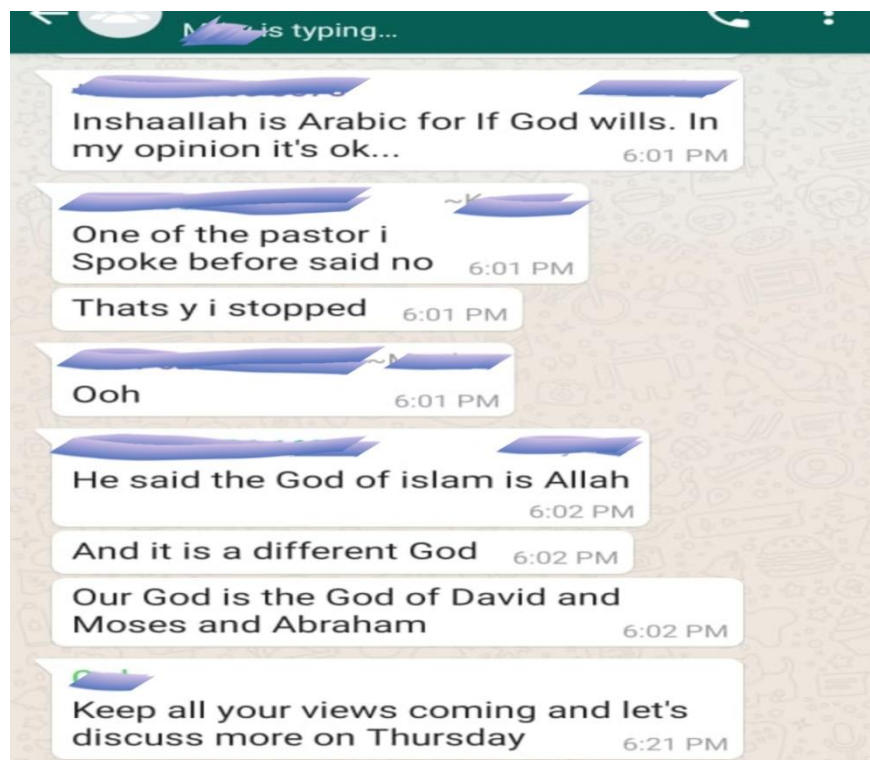 is typing...
Inshaallah is Arabic for If God wills. In
my opinion it's ok...
6:01 PM
One of the pastor i
Spoke before said no
6:01 PM
Thats y i stopped
6:01 PM
Ooh
6:01 PM
He said the God of islam is Allah
6:02 PM
And it is a different God
6:02 PM
Our God is the God of David and
Moses and Abraham
6:02 PM
Keep all your views coming and let's
discuss more on Thursday
6:21 PM